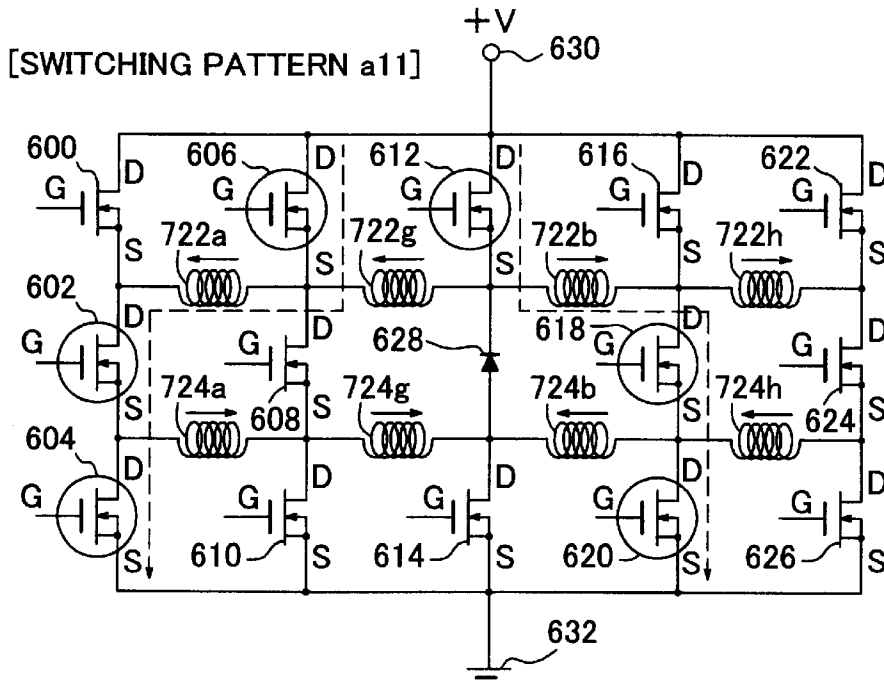 +V
630
[SWITCHING PATTERN a11]
600 606 612 616 622
D D D D D
G G G G G
S S S S S
722a 722g 722b 722h
602 628 618
D D D D
G G G G
S S S S
608 624
724a 724g 724b 724h
604
D D D D D
G G G G G
S S S S S
610 614 620 626
632